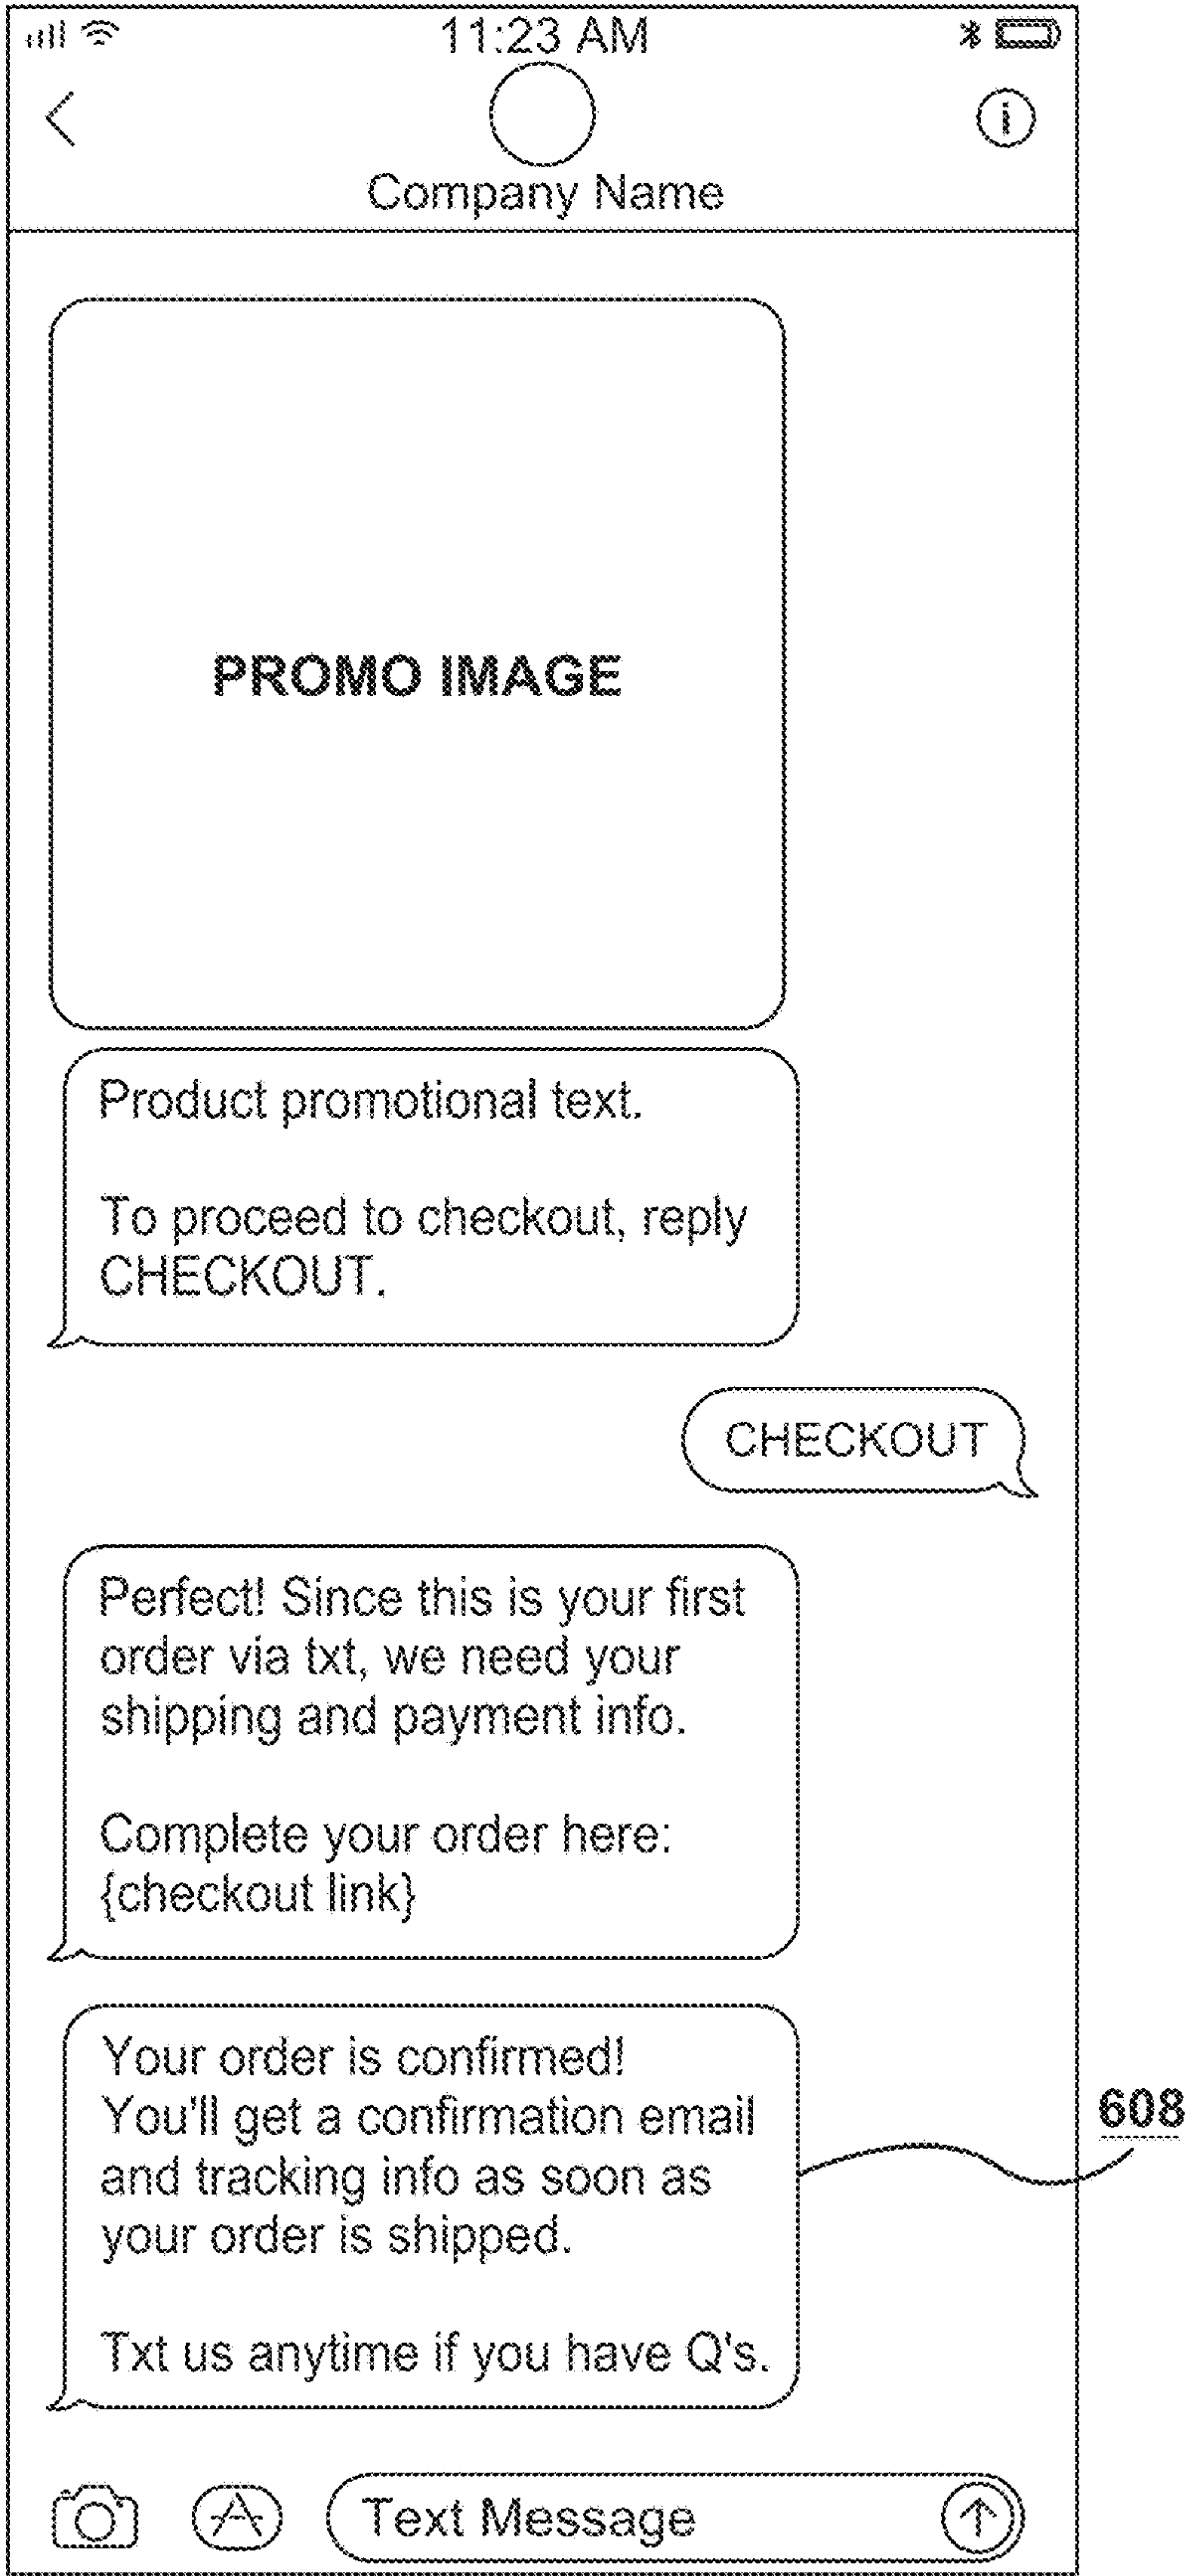 11:23 AM
i
Company Name
PROMO IMAGE
Product promotional text.
To proceed to checkout, reply
CHECKOUT.
CHECKOUT
Perfect! Since this is your first
order via txt, we need your
shipping and payment info.
Complete your order here:
{checkout link}
Your order is confirmed!
You'll get a confirmation email
and tracking info as soon as
your order is shipped.
Txt us anytime if you have Q's.
608
Text Message